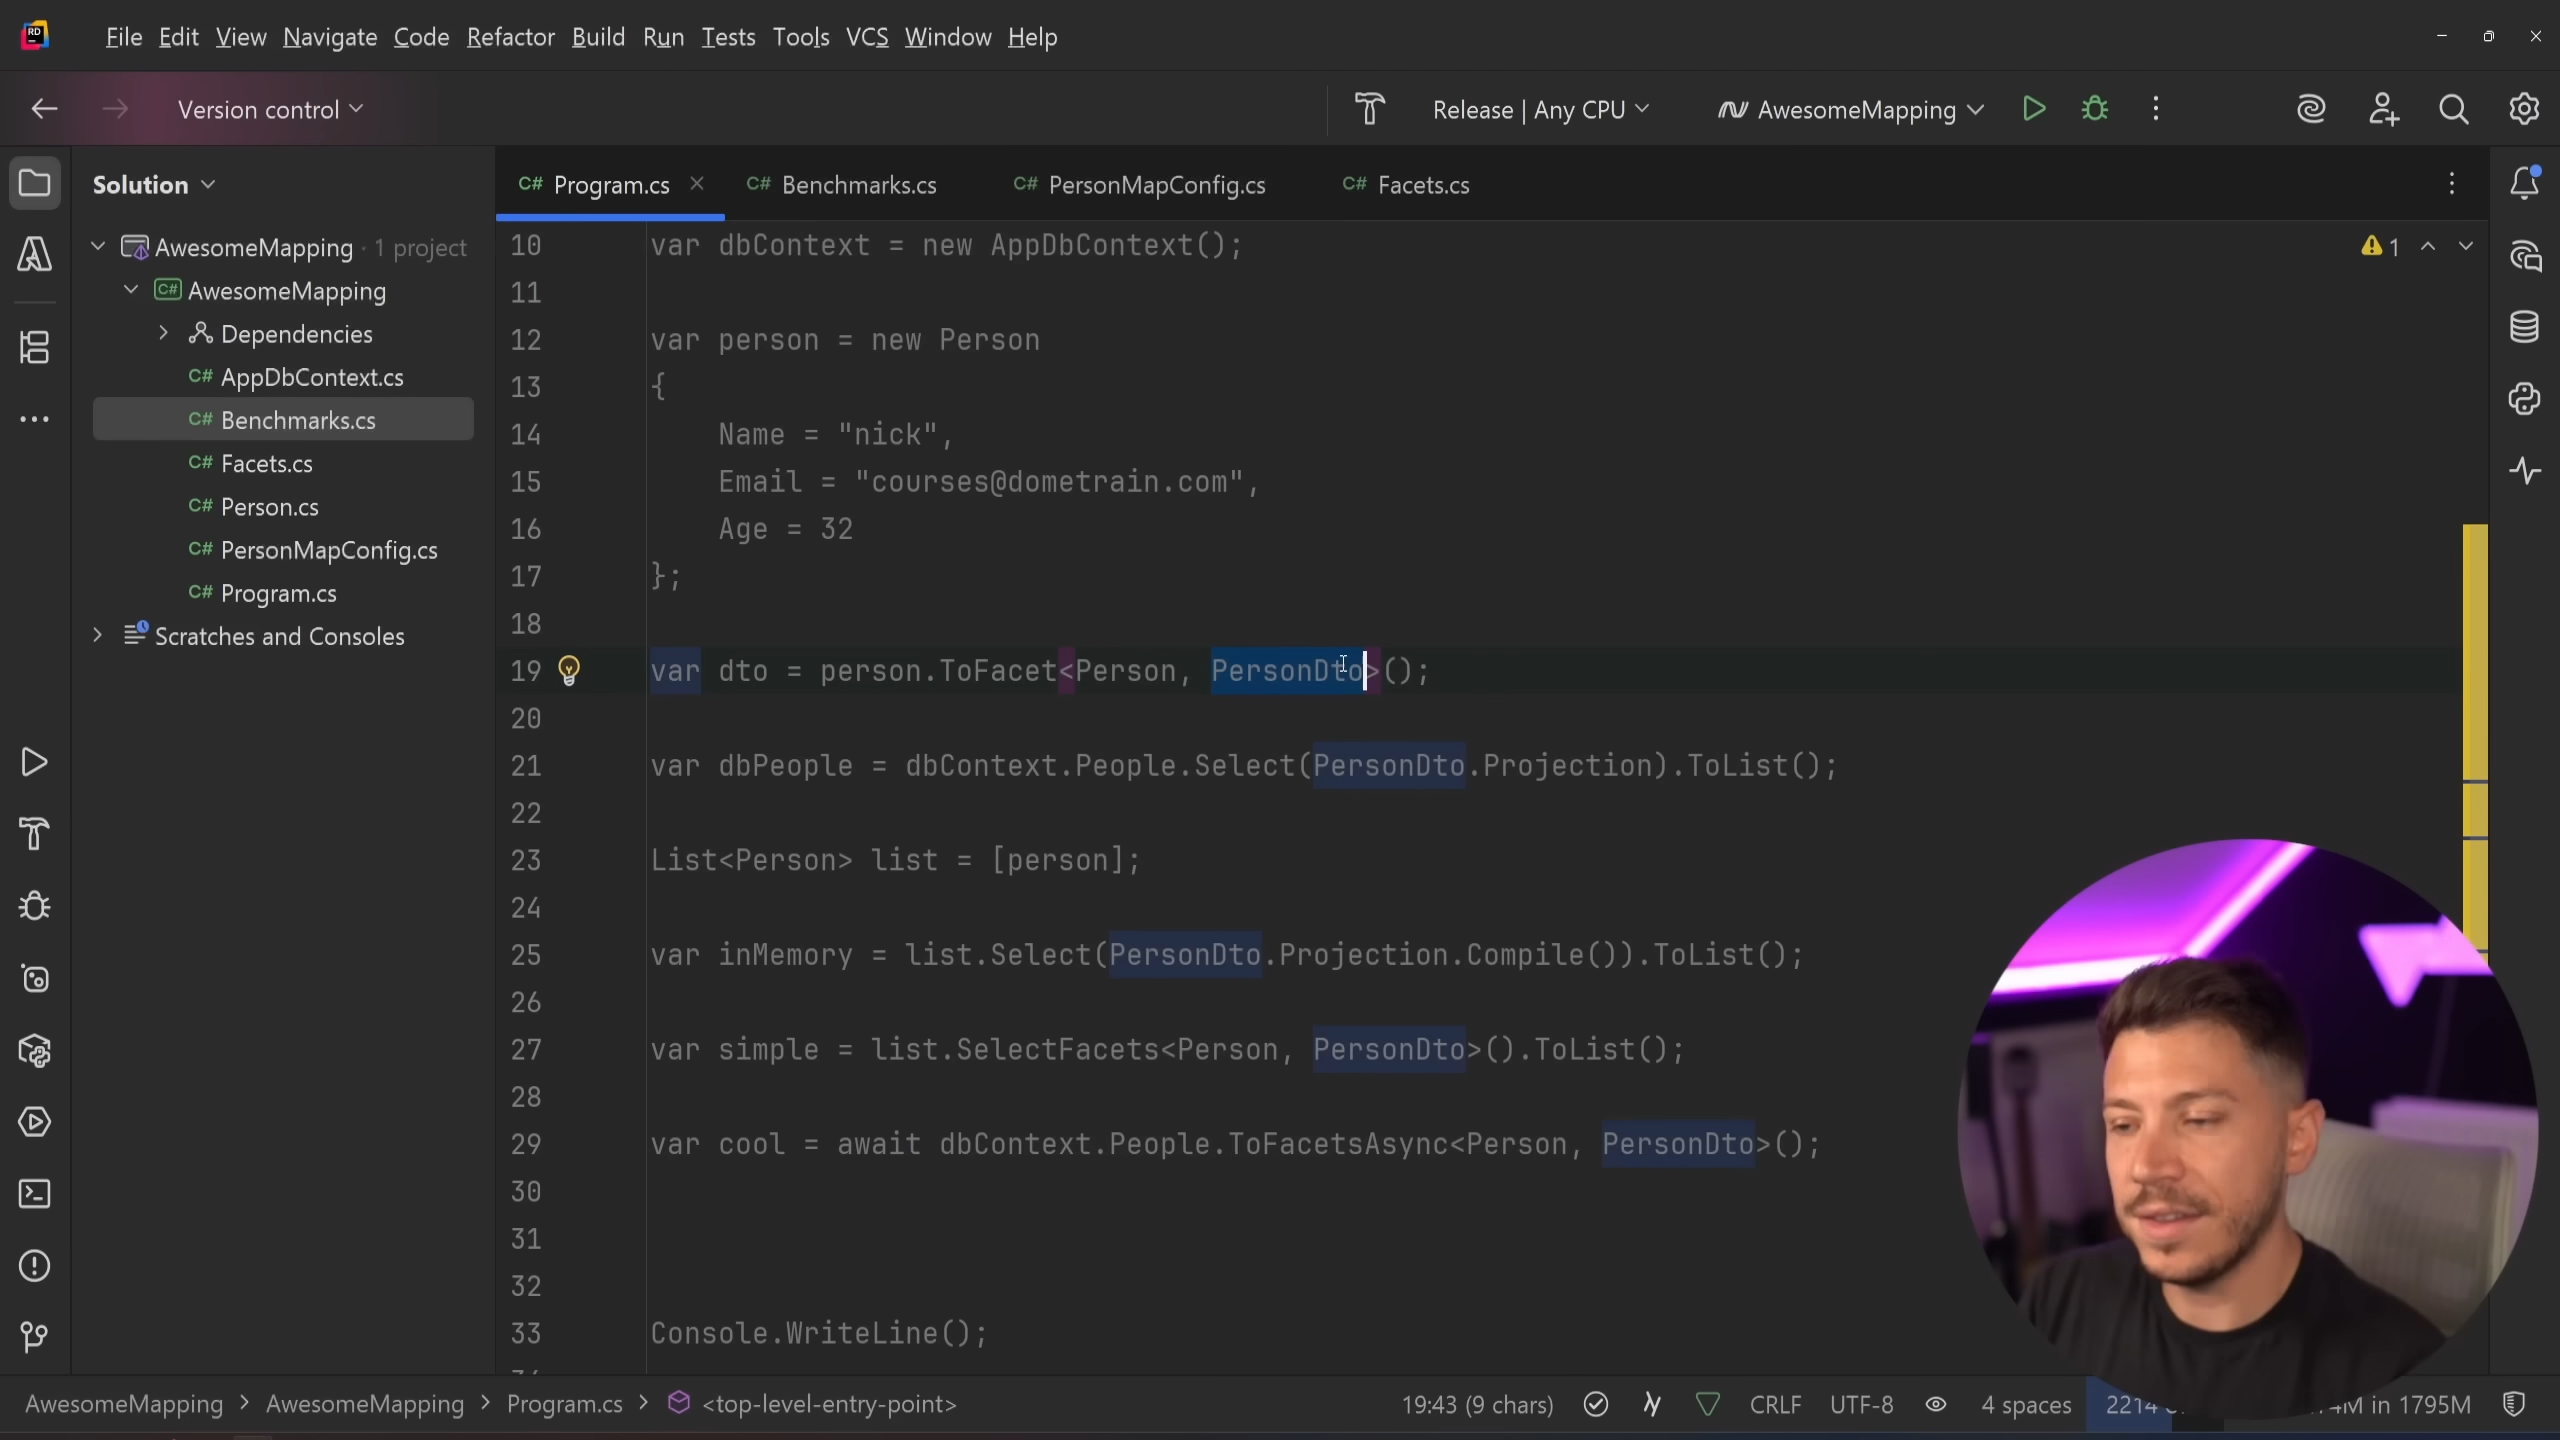 RD File Edit View Navigate Code Refactor Build Run Tests Tools VCS Window Help
Version control Release | Any CPU AwesomeMapping
Solution
AwesomeMapping · 1 project
C# AwesomeMapping
Dependencies
C# AppDbContext.cs
C# Benchmarks.cs
C# Facets.cs
C# Person.cs
C# PersonMapConfig.cs
C# Program.cs
Scratches and Consoles
C# Program.cs C# Benchmarks.cs C# PersonMapConfig.cs C# Facets.cs
10 var dbContext = new AppDbContext(); 1
11
12 var person = new Person
13 {
14 Name = "nick",
15 Email = "courses@dometrain.com",
16 Age = 32
17 };
18
19 var dto = person.ToFacet<Person, PersonDto>();
20
21 var dbPeople = dbContext.People.Select(PersonDto.Projection).ToList();
22
23 List<Person> list = [person];
24
25 var inMemory = list.Select(PersonDto.Projection.Compile()).ToList();
26
27 var simple = list.SelectFacets<Person, PersonDto>().ToList();
28
29 var cool = await dbContext.People.ToFacetsAsync<Person, PersonDto>();
30
31
32
33 Console.WriteLine();
AwesomeMapping > AwesomeMapping > Program.cs > <top-level-entry-point> 19:43 (9 chars) CRLF UTF-8 4 spaces 2214 in 1795M